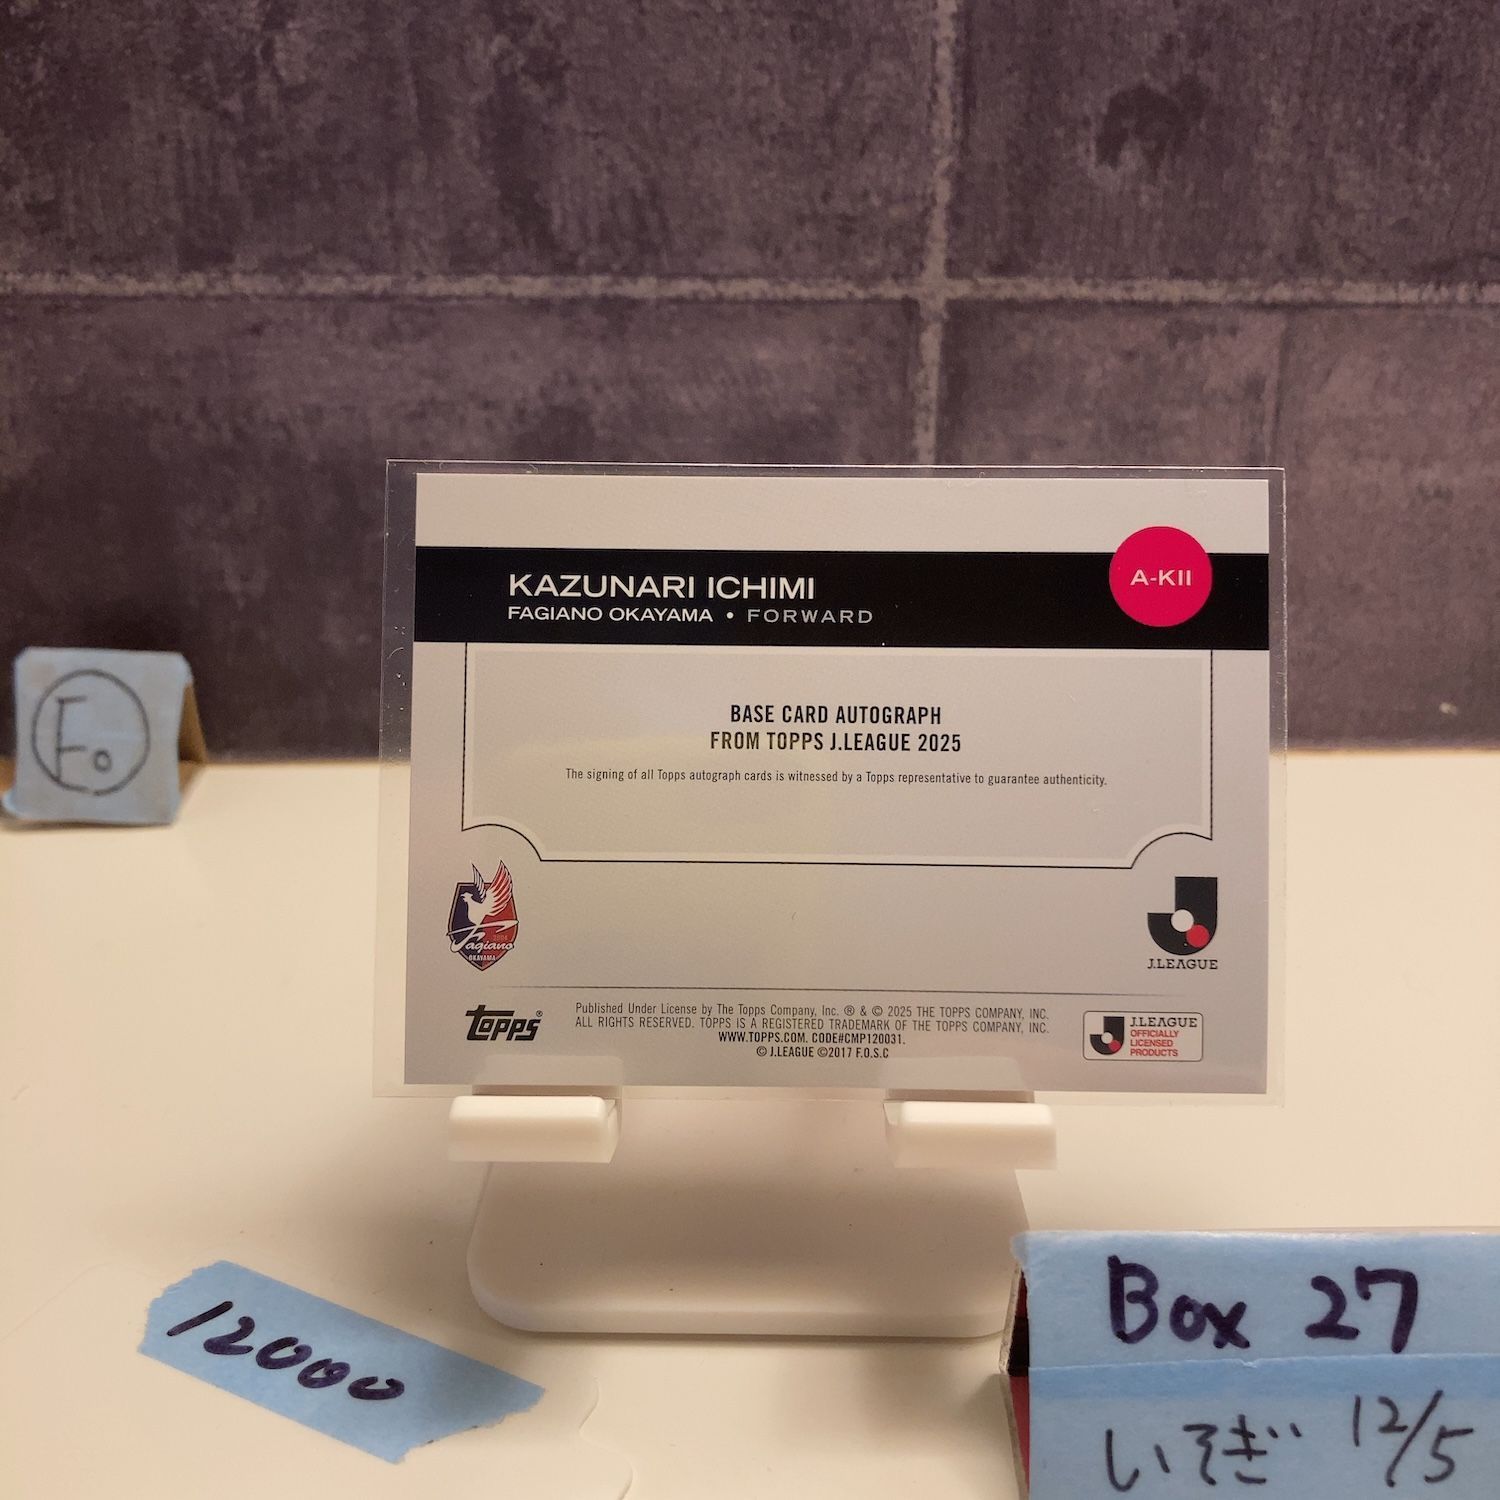 KAZUNARI ICHIMI
FAGIANO OKAYAMA • FORWARD
A-KII
BASE CARD AUTOGRAPH
FROM TOPPS J.LEAGUE 2025
The signing of all Topps autograph cards is witnessed by a Topps representative to guarantee authenticity.
Fagiano
OKAYAMA
J.LEAGUE
topps®
Published Under License by The Topps Company, Inc. ® & © 2025 THE TOPPS COMPANY, INC.
ALL RIGHTS RESERVED. TOPPS IS A REGISTERED TRADEMARK OF THE TOPPS COMPANY, INC.
WWW.TOPPS.COM. CODE#CMP120031.
© J.LEAGUE ©2017 F.O.S.C
J.LEAGUE
OFFICIALLY
LICENSED
PRODUCTS
Fo
12000
Box 27
いそぎ 12/5